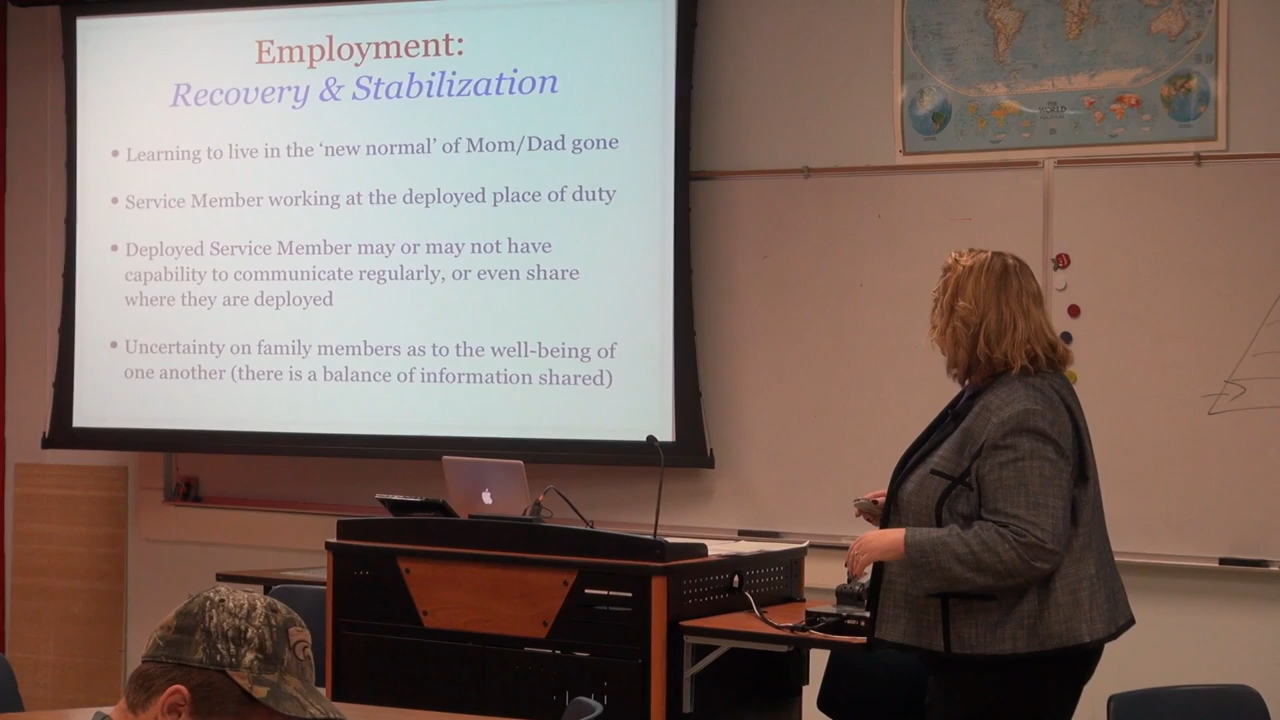 Employment:
Recovery & Stabilization
• Learning to live in the ‘new normal’ of Mom/Dad gone
• Service Member working at the deployed place of duty
• Deployed Service Member may or may not have
capability to communicate regularly, or even share
where they are deployed
• Uncertainty on family members as to the well-being of
one another (there is a balance of information shared)
THE
WORLD